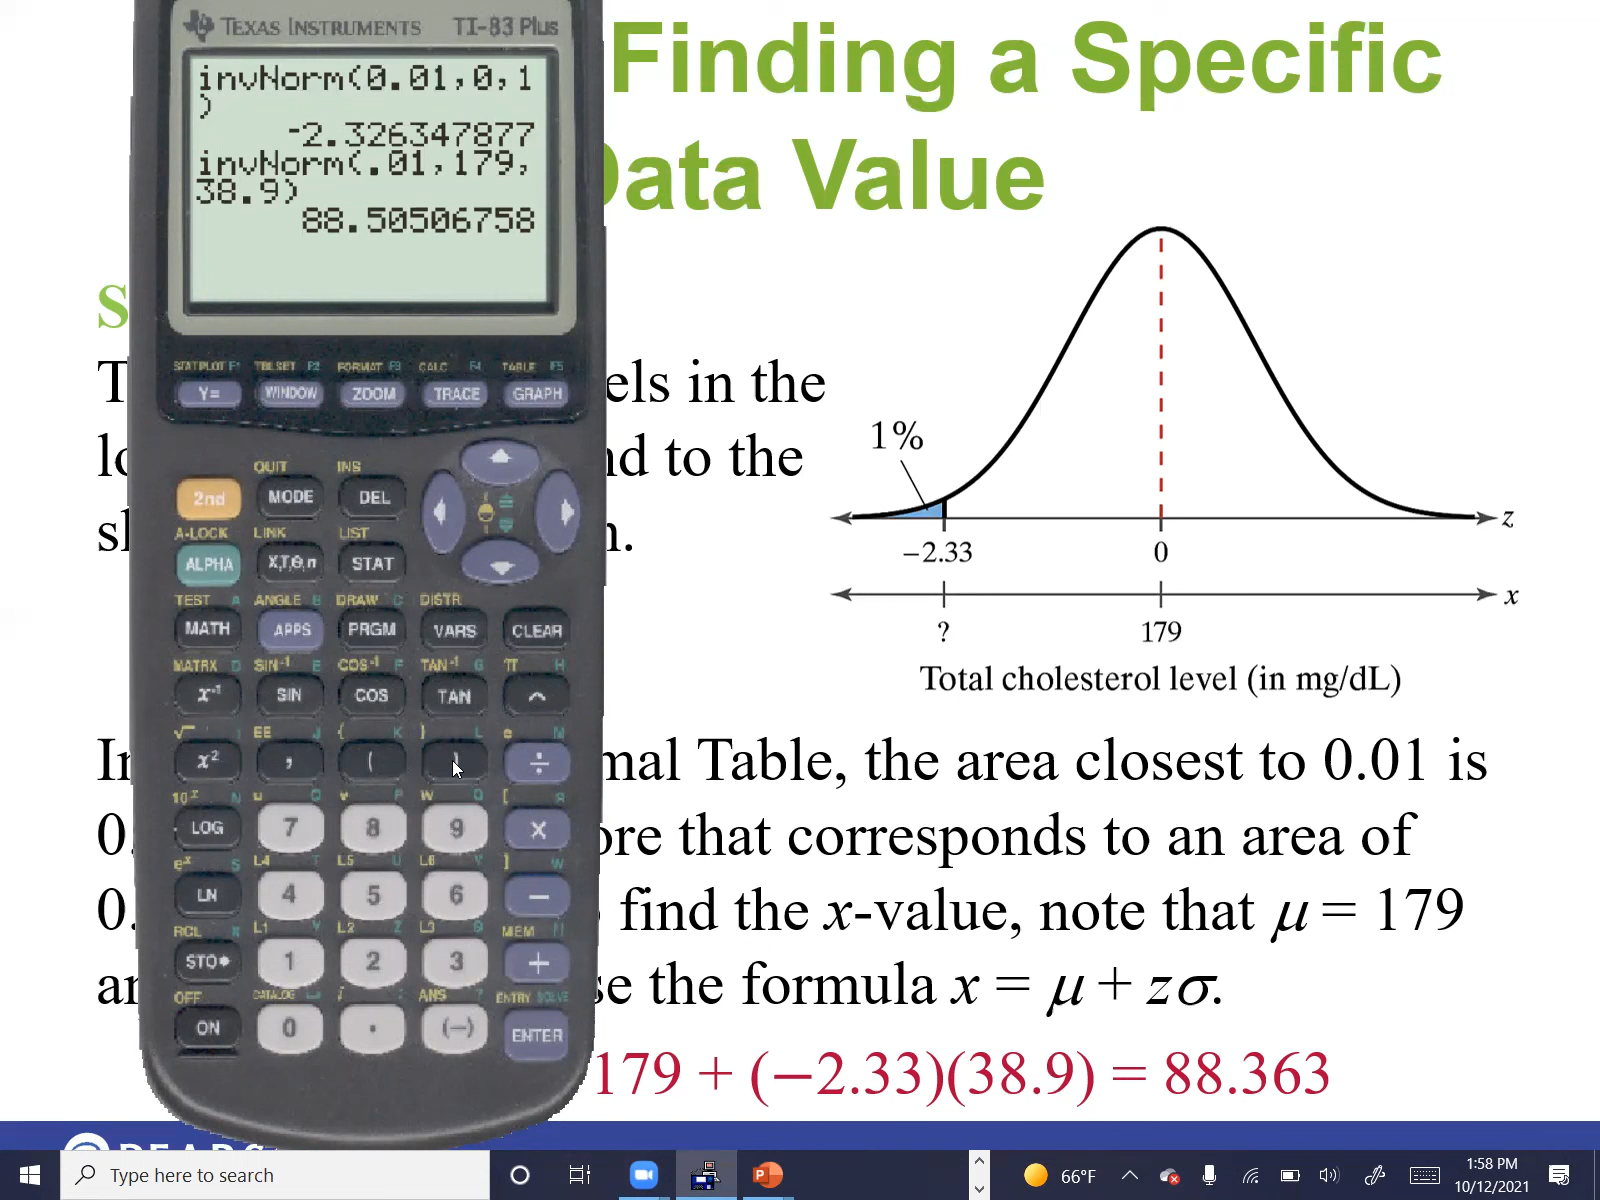 Finding a Specific
Data Value
TEXAS INSTRUMENTS TI-83 Plus
invNorm(0.01,0,1
)
-2.326347877
invNorm(.01,179,
38.9)
88.50506758
S
T els in the
lo nd to the
sh n.
1%
z
−2.33 0
x
? 179
Total cholesterol level (in mg/dL)
In mal Table, the area closest to 0.01 is
0. ore that corresponds to an area of
0. find the x-value, note that μ = 179
an se the formula x = μ + zσ.
179 + (−2.33)(38.9) = 88.363
STAT PLOT F1 TBLSET F2 FORMAT F3 CALC F4 TABLE F5
Y= WINDOW ZOOM TRACE GRAPH
QUIT INS
2nd MODE DEL
A-LOCK LINK LIST
ALPHA X,T,Θ,n STAT
TEST A ANGLE B DRAW C DISTR
MATH APPS PRGM VARS CLEAR
MATRX D SIN⁻¹ E COS⁻¹ F TAN⁻¹ G π H
x⁻¹ SIN COS TAN ^
√ EE J { K } L e M
x² , ( ) ÷
10ˣ N u O v P w Q [ R
LOG 7 8 9 ×
eˣ S L4 T L5 U L6 V ] W
LN 4 5 6 −
RCL X L1 Y L2 Z L3 Θ MEM "
STO 1 2 3 +
OFF CATALOG i : ANS ? ENTRY SOLVE
ON 0 . (−) ENTER
PEARS
Type here to search
66°F
1:58 PM
10/12/2021